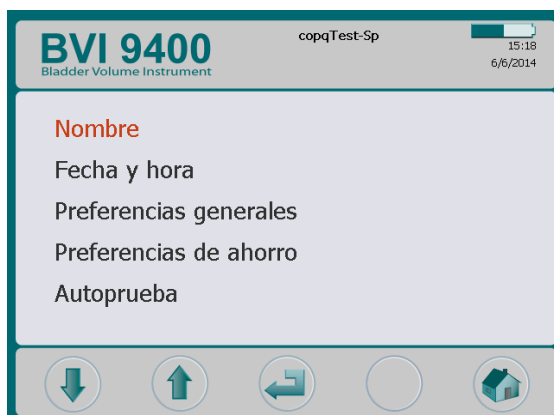 BVI 9400
Bladder Volume Instrument
copqTest-Sp
15:18
6/6/2014
Nombre
Fecha y hora
Preferencias generales
Preferencias de ahorro
Autoprueba